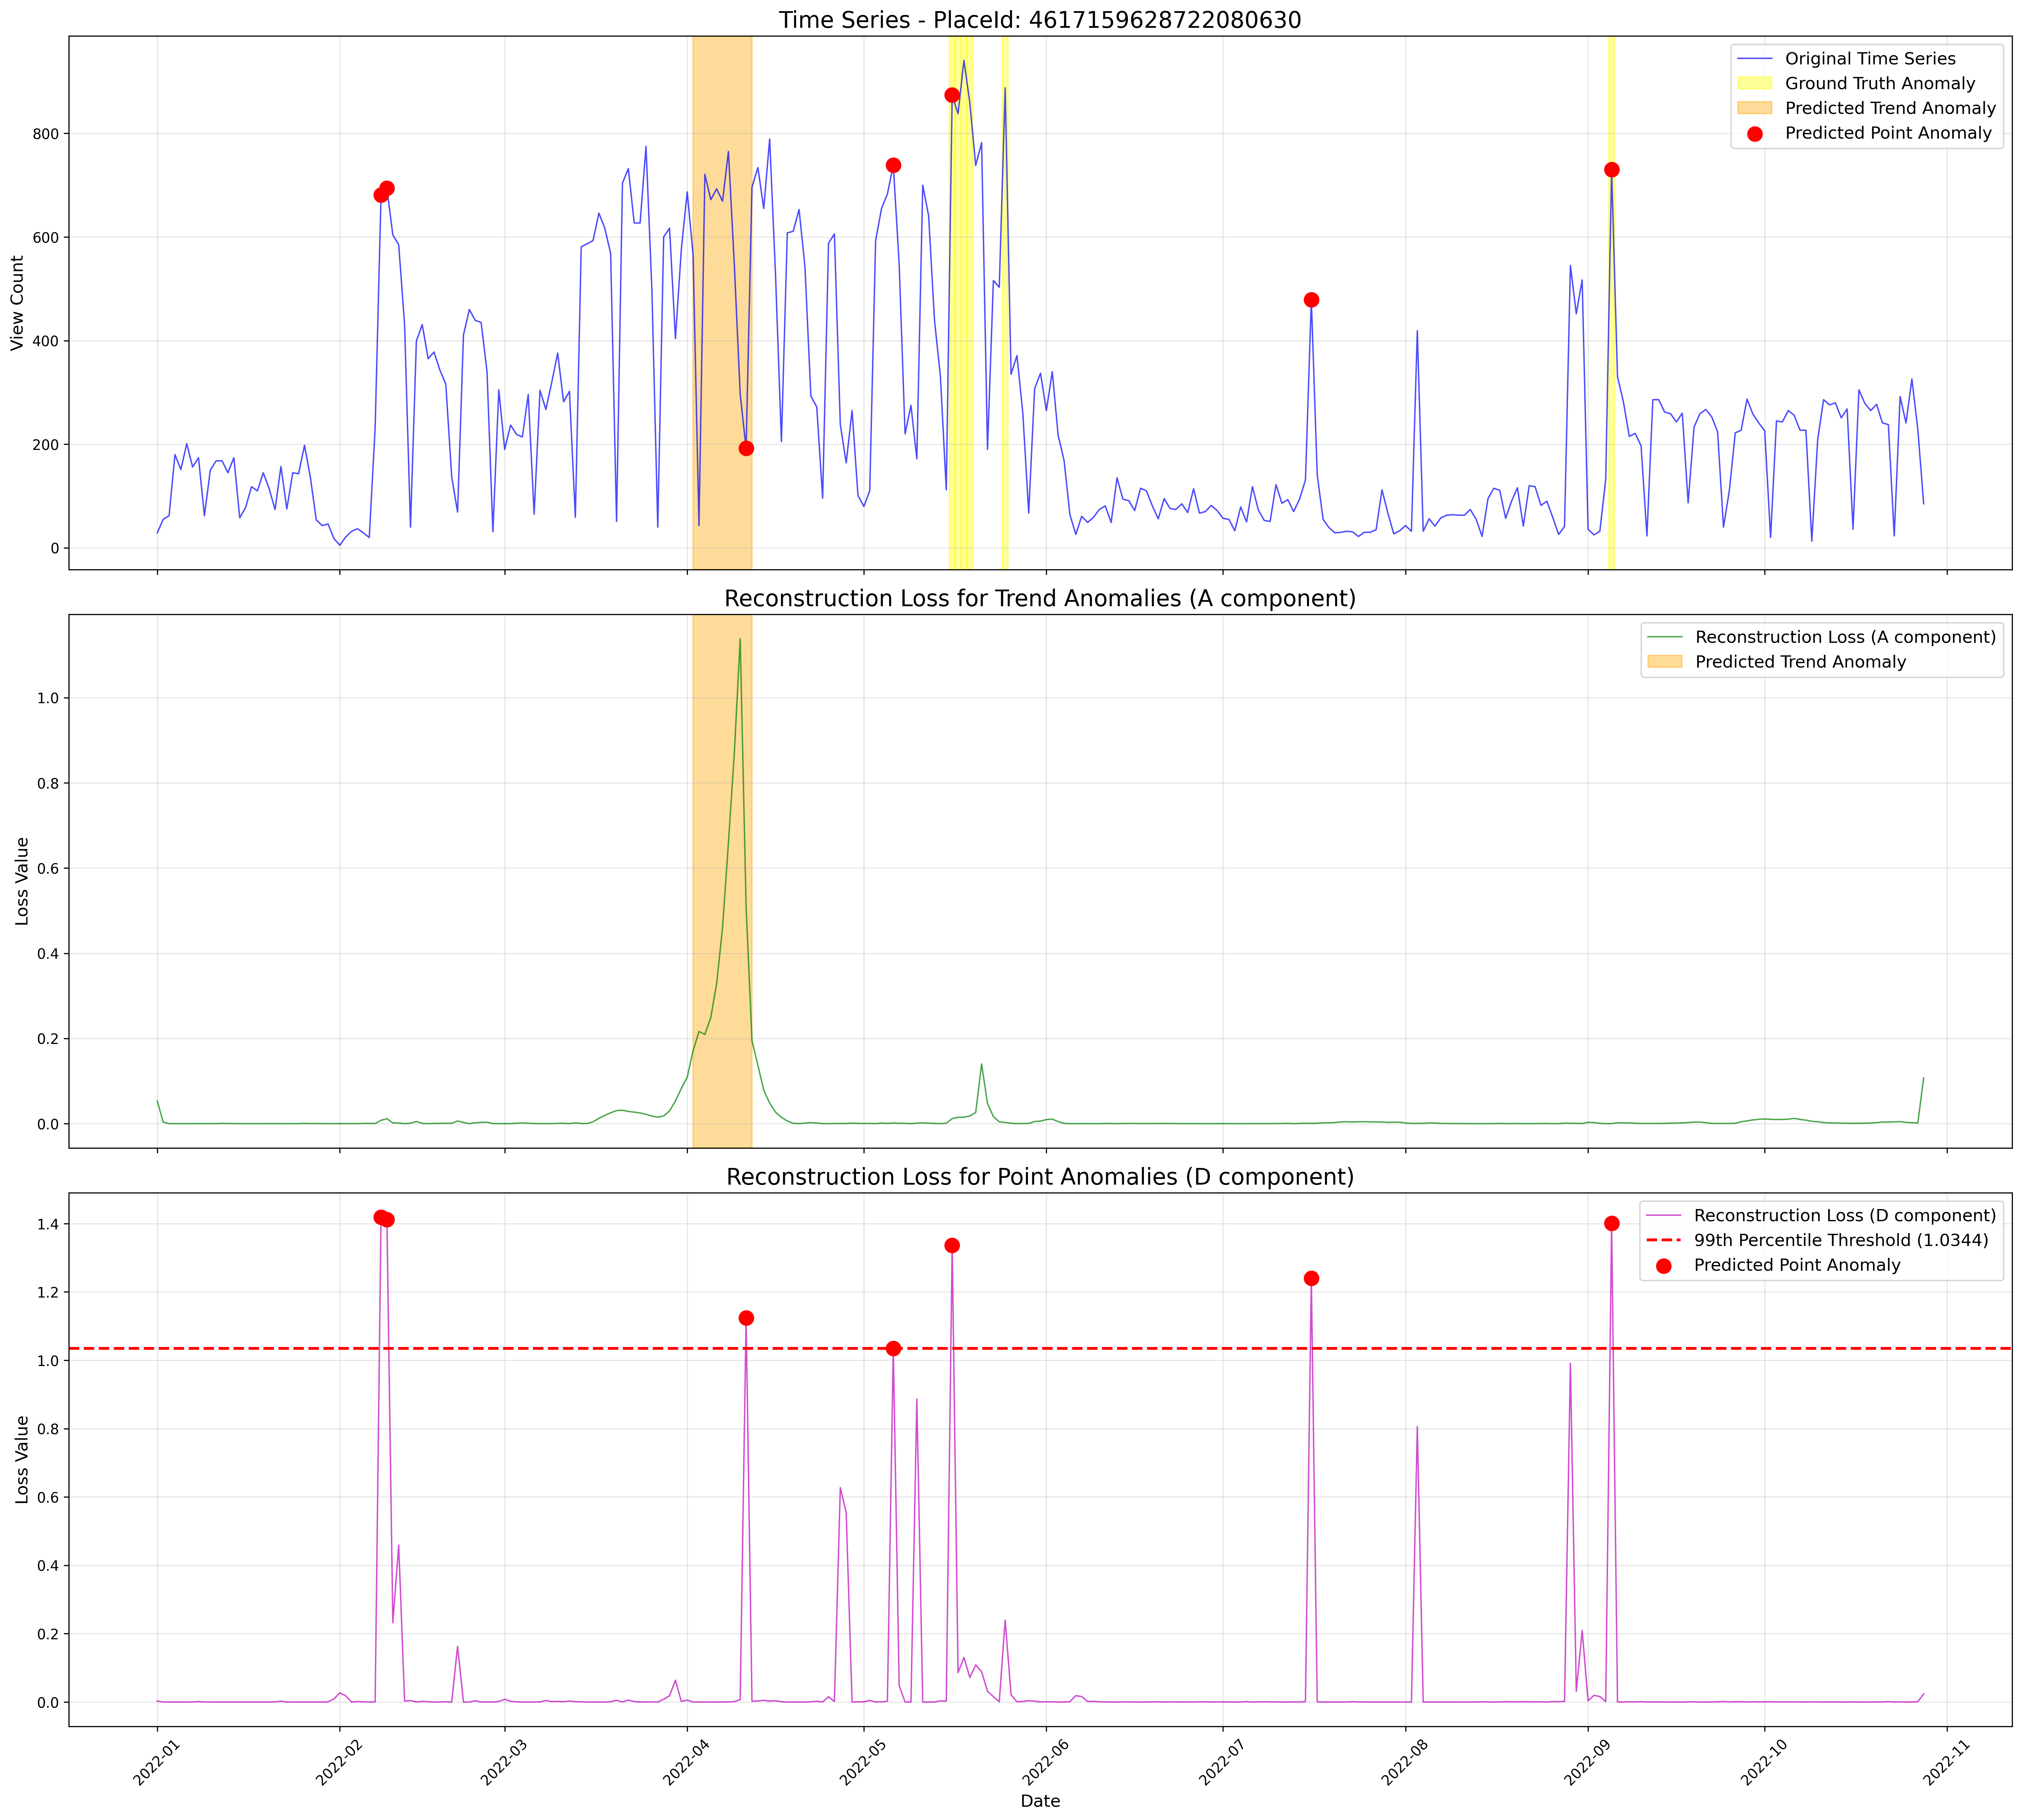 Time Series - PlaceId: 4617159628722080630
Original Time Series
Ground Truth Anomaly
Predicted Trend Anomaly
Predicted Point Anomaly
View Count
800
600
400
200
0
Reconstruction Loss for Trend Anomalies (A component)
Reconstruction Loss (A component)
Predicted Trend Anomaly
Loss Value
1.0
0.8
0.6
0.4
0.2
0.0
Reconstruction Loss for Point Anomalies (D component)
Reconstruction Loss (D component)
99th Percentile Threshold (1.0344)
Predicted Point Anomaly
Loss Value
1.4
1.2
1.0
0.8
0.6
0.4
0.2
0.0
2022-01
2022-02
2022-03
2022-04
2022-05
2022-06
2022-07
2022-08
2022-09
2022-10
2022-11
Date